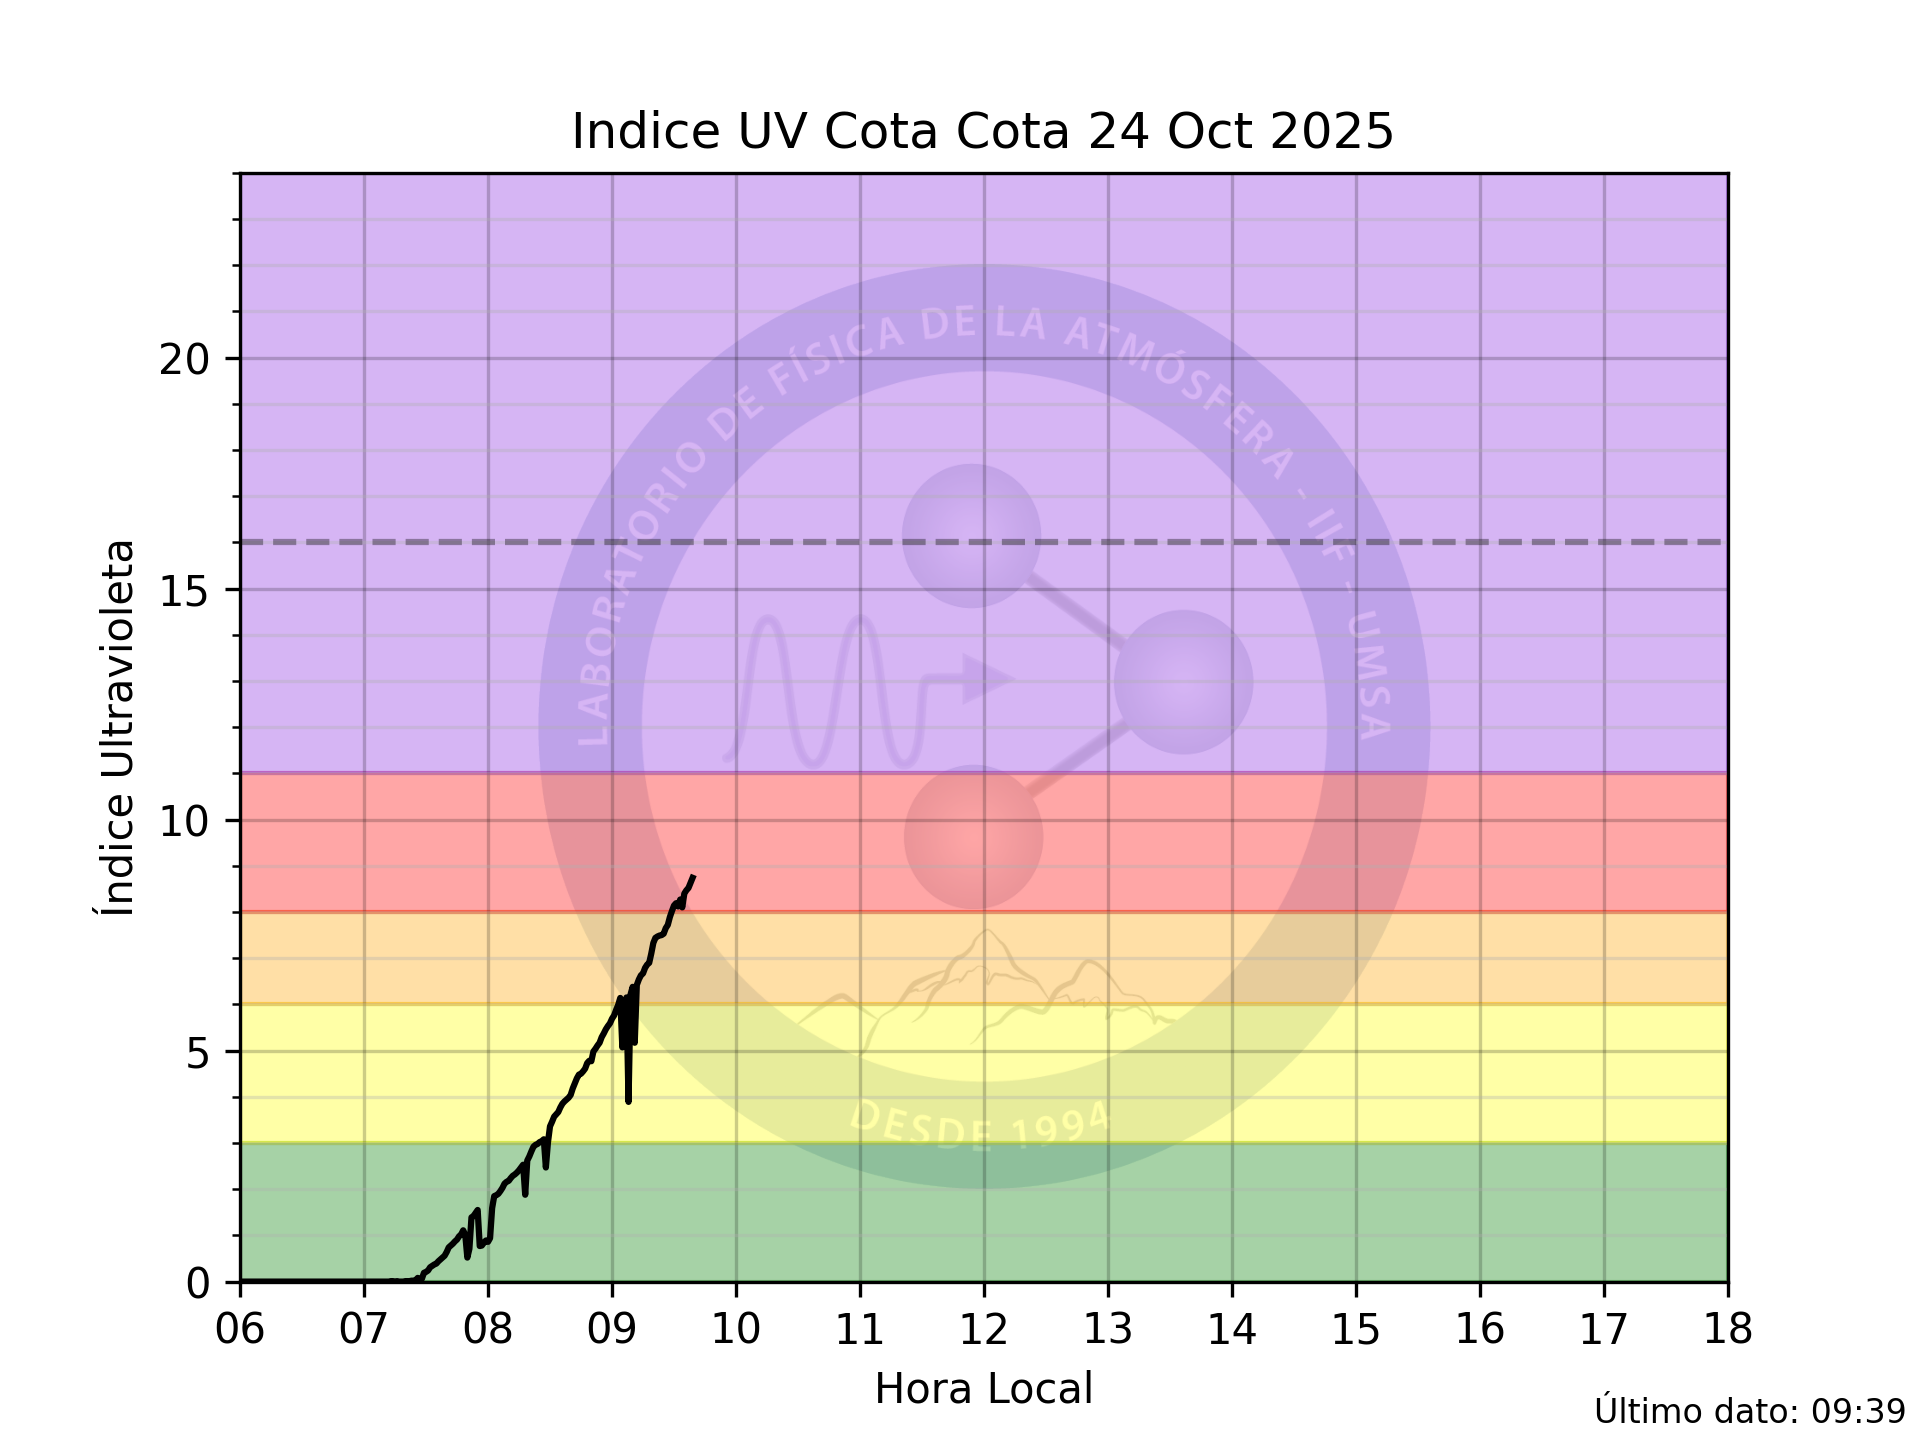 Indice UV Cota Cota 24 Oct 2025
LABORATORIO DE FÍSICA DE LA ATMÓSFERA - IIF - UMSA
DESDE 1994
Índice Ultravioleta
20
15
10
5
0
06 07 08 09 10 11 12 13 14 15 16 17 18
Hora Local
Último dato: 09:39